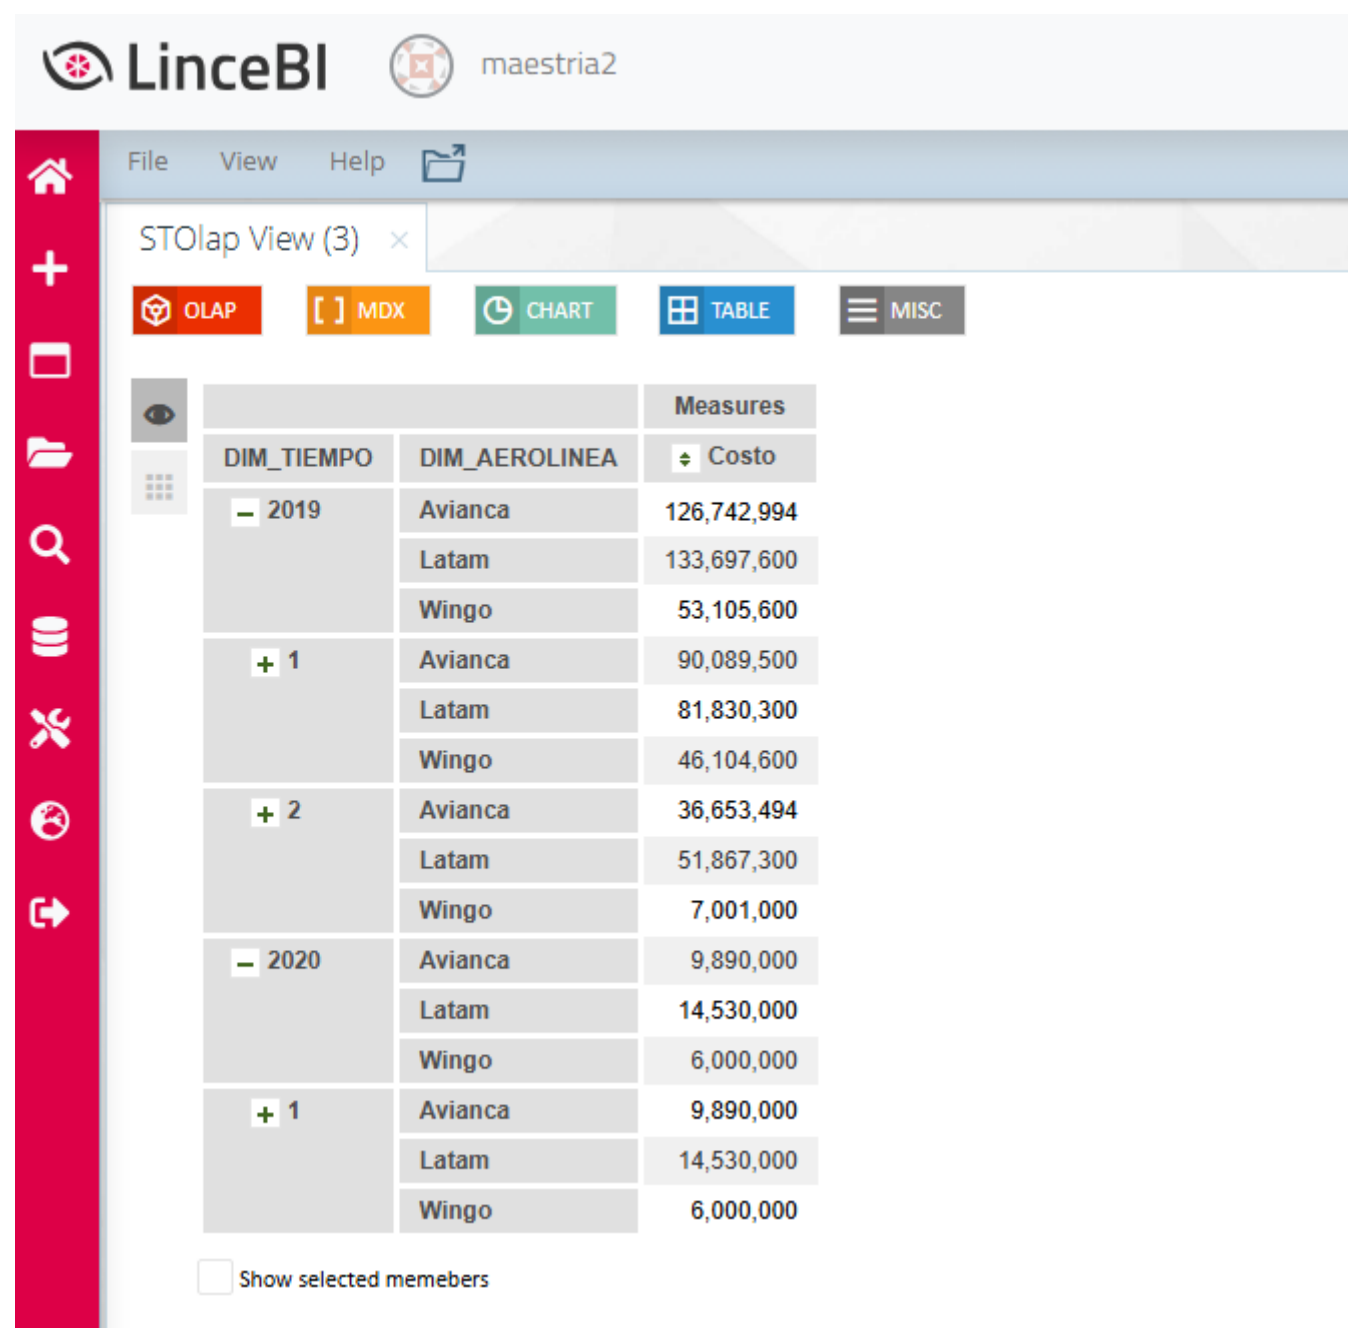 LinceBI maestria2
File View Help
STOlap View (3) ×
OLAP [ ] MDX CHART TABLE MISC
Measures
DIM_TIEMPO DIM_AEROLINEA Costo
2019 Avianca 126,742,994
Latam 133,697,600
Wingo 53,105,600
1 Avianca 90,089,500
Latam 81,830,300
Wingo 46,104,600
2 Avianca 36,653,494
Latam 51,867,300
Wingo 7,001,000
2020 Avianca 9,890,000
Latam 14,530,000
Wingo 6,000,000
1 Avianca 9,890,000
Latam 14,530,000
Wingo 6,000,000
Show selected memebers